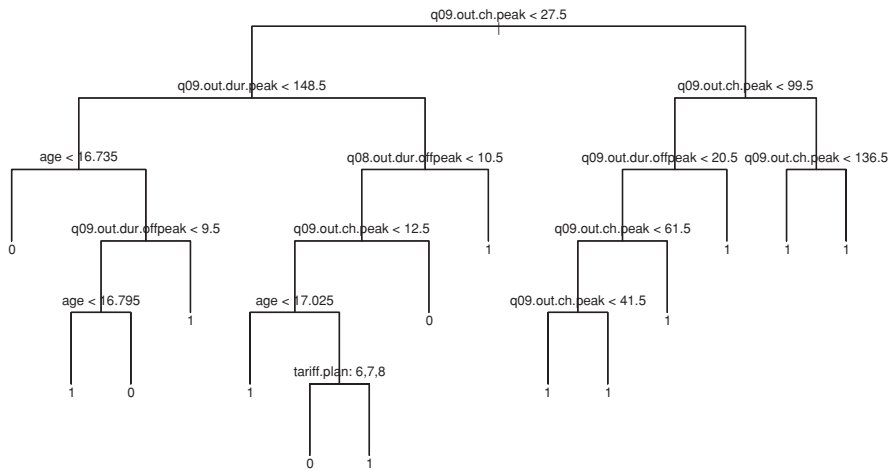 q09.out.ch.peak < 27.5
q09.out.dur.peak < 148.5
q09.out.ch.peak < 99.5
age < 16.735
q08.out.dur.offpeak < 10.5
q09.out.dur.offpeak < 20.5
q09.out.ch.peak < 136.5
0
q09.out.dur.offpeak < 9.5
q09.out.ch.peak < 12.5
1
q09.out.ch.peak < 61.5
1
1
1
age < 16.795
1
age < 17.025
0
q09.out.ch.peak < 41.5
1
1
0
1
tariff.plan: 6,7,8
1
1
0
1